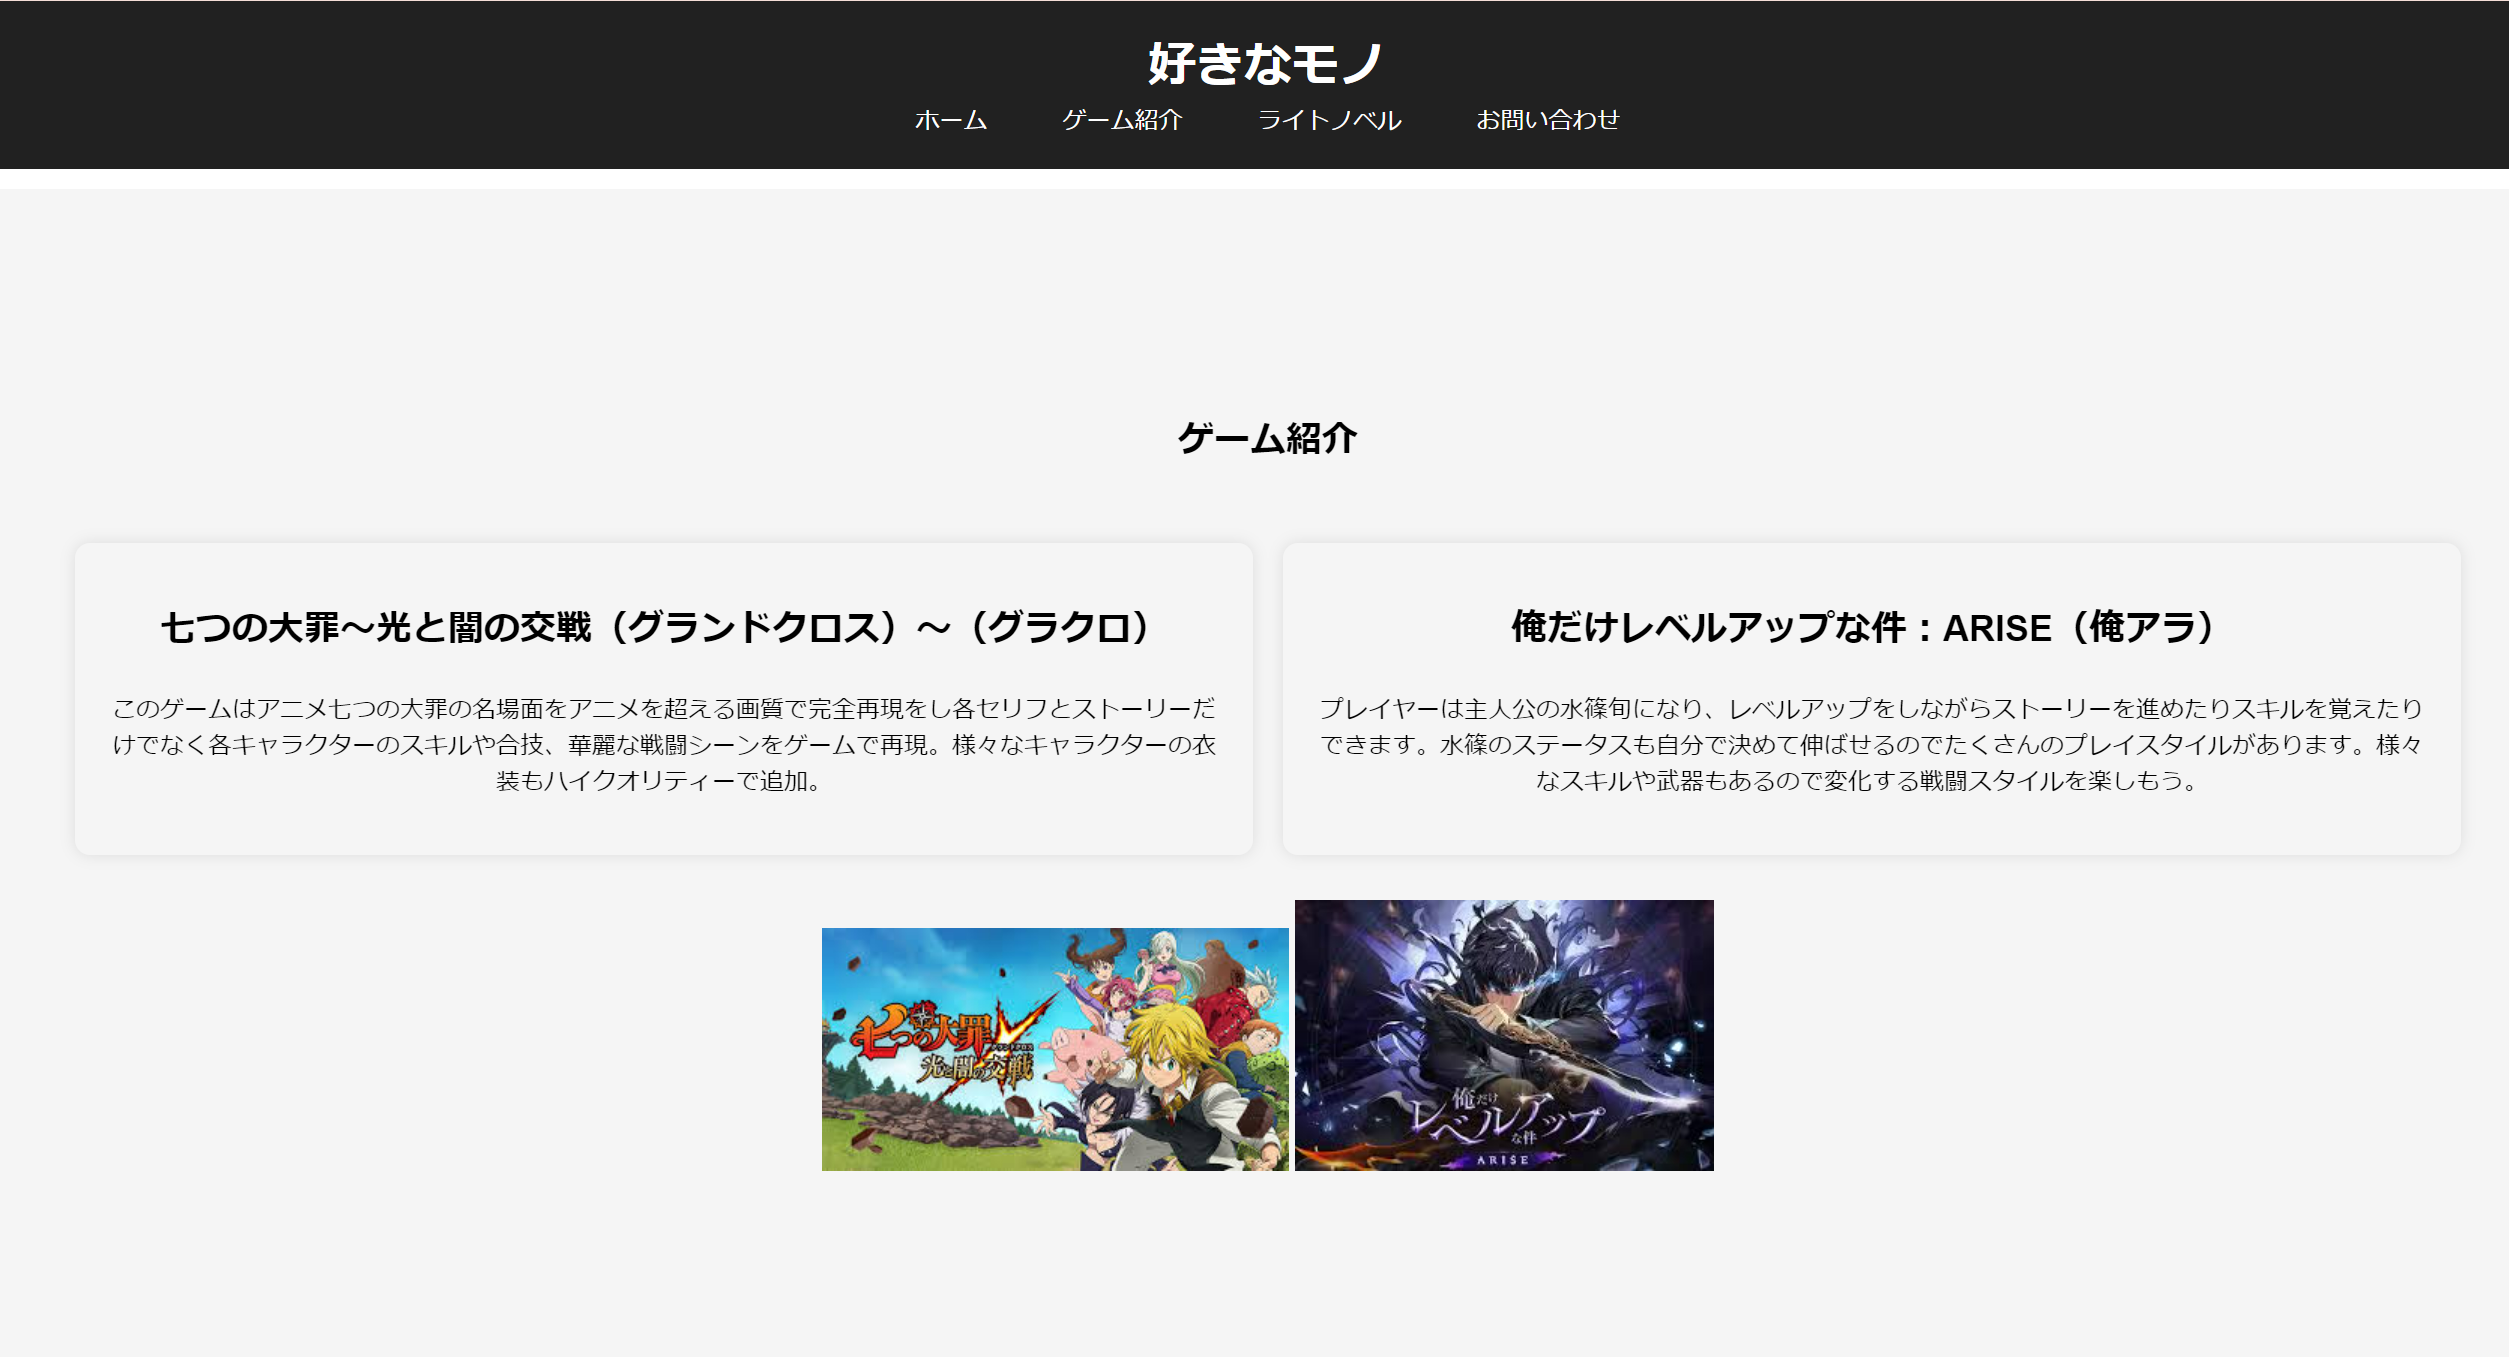 好きなモノ
ホーム ゲーム紹介 ライトノベル お問い合わせ
ゲーム紹介
七つの大罪～光と闇の交戦（グランドクロス）～（グラクロ）
このゲームはアニメ七つの大罪の名場面をアニメを超える画質で完全再現をし各セリフとストーリーだ
けでなく各キャラクターのスキルや合技、華麗な戦闘シーンをゲームで再現。様々なキャラクターの衣
装もハイクオリティーで追加。
俺だけレベルアップな件：ARISE（俺アラ）
プレイヤーは主人公の水篠旬になり、レベルアップをしながらストーリーを進めたりスキルを覚えたり
できます。水篠のステータスも自分で決めて伸ばせるのでたくさんのプレイスタイルがあります。様々
なスキルや武器もあるので変化する戦闘スタイルを楽しもう。
七つの大罪
グランドクロス
光と闇の交戦
俺だけ
レベルアップ
な件
ARISE